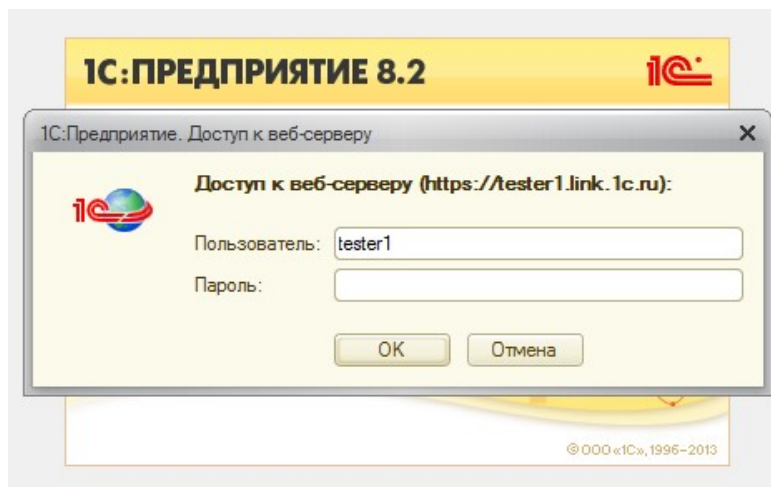 1С:ПРЕДПРИЯТИЕ 8.2
1С
1С:Предприятие. Доступ к веб-серверу
1С
Доступ к веб-серверу (https://tester1.link.1c.ru):
Пользователь: tester1
Пароль:
OK Отмена
© ООО «1С», 1996-2013